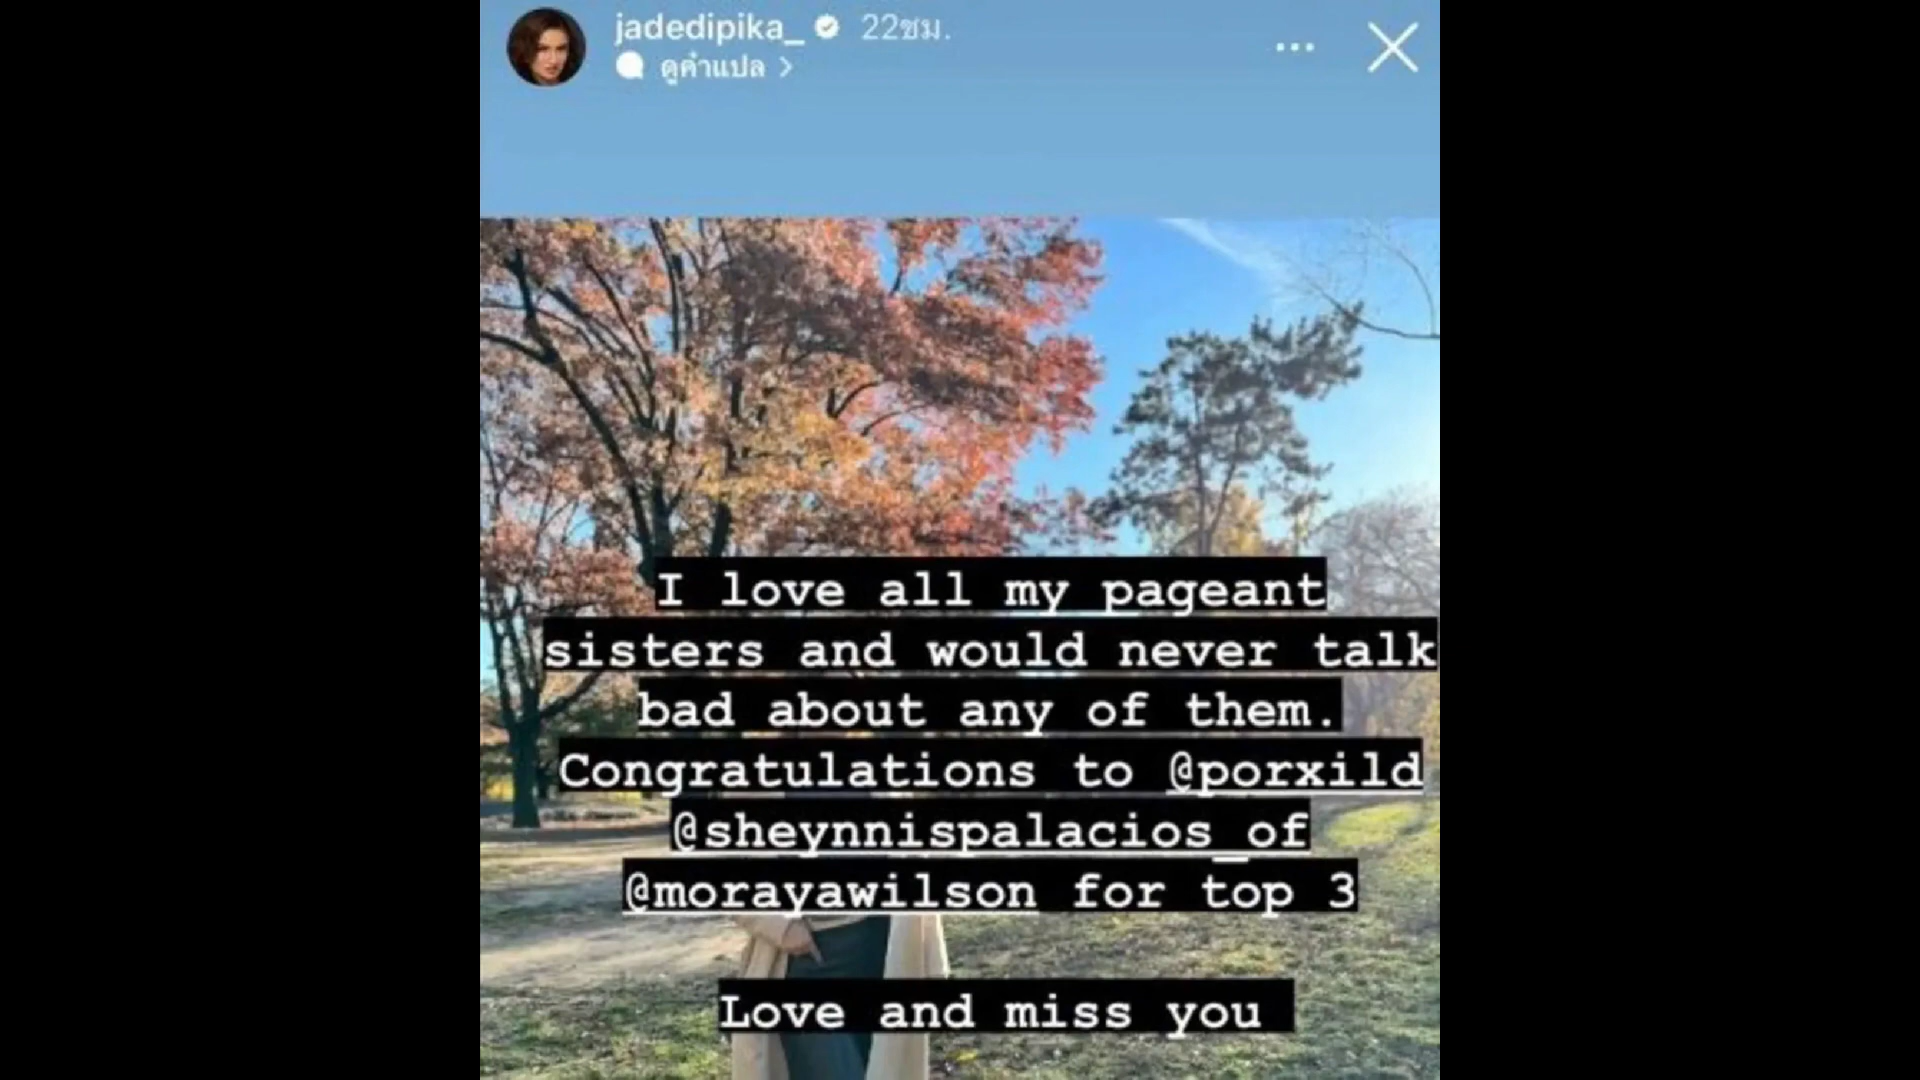 jadedipika_ 22ชม.
ดูคำแปล
I love all my pageant
sisters and would never talk
bad about any of them.
Congratulations to @porxild
@sheynnispalacios_of
@morayawilson for top 3
Love and miss you